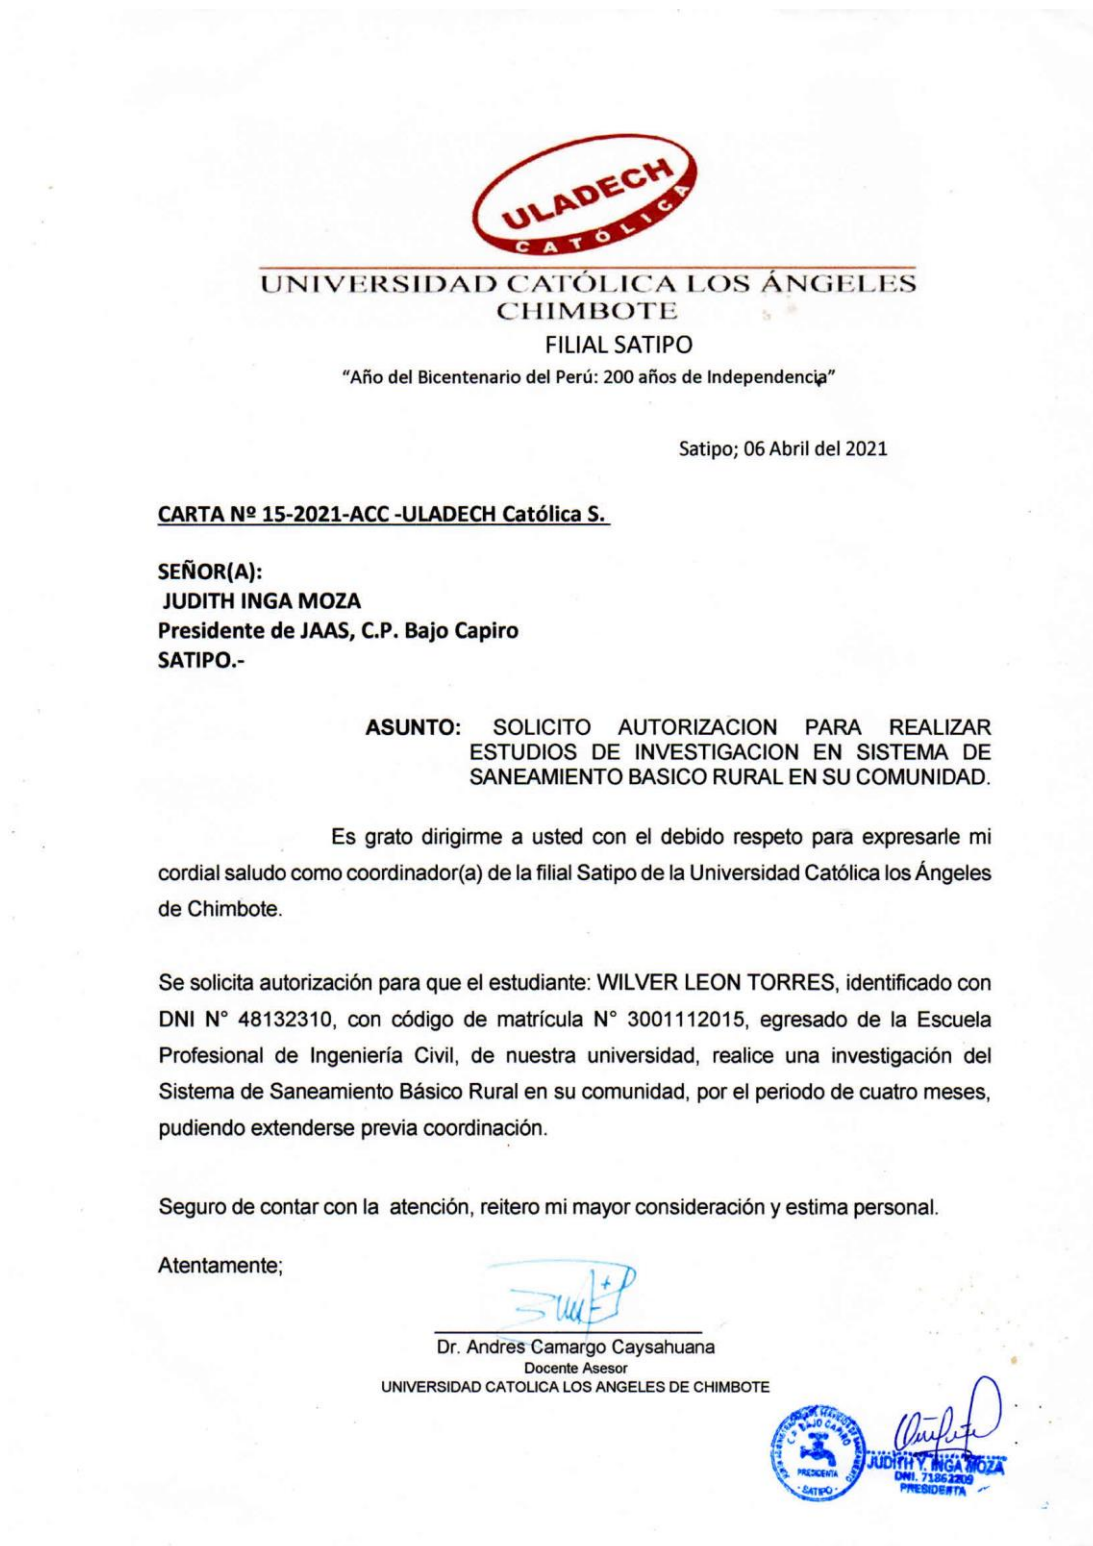 ULADECH
CATÓLICA
UNIVERSIDAD CATÓLICA LOS ÁNGELES
CHIMBOTE
FILIAL SATIPO
“Año del Bicentenario del Perú: 200 años de Independencia”
Satipo; 06 Abril del 2021
CARTA Nº 15-2021-ACC -ULADECH Católica S.
SEÑOR(A):
JUDITH INGA MOZA
Presidente de JAAS, C.P. Bajo Capiro
SATIPO.-
ASUNTO: SOLICITO AUTORIZACION PARA REALIZAR
ESTUDIOS DE INVESTIGACION EN SISTEMA DE
SANEAMIENTO BASICO RURAL EN SU COMUNIDAD.
Es grato dirigirme a usted con el debido respeto para expresarle mi
cordial saludo como coordinador(a) de la filial Satipo de la Universidad Católica los Ángeles
de Chimbote.
Se solicita autorización para que el estudiante: WILVER LEON TORRES, identificado con
DNI N° 48132310, con código de matrícula N° 3001112015, egresado de la Escuela
Profesional de Ingeniería Civil, de nuestra universidad, realice una investigación del
Sistema de Saneamiento Básico Rural en su comunidad, por el periodo de cuatro meses,
pudiendo extenderse previa coordinación.
Seguro de contar con la atención, reitero mi mayor consideración y estima personal.
Atentamente;
Dr. Andres Camargo Caysahuana
Docente Asesor
UNIVERSIDAD CATOLICA LOS ANGELES DE CHIMBOTE
C.P. BAJO CAPIRO
PRESIDENTA
- SATIPO -
JUDITH Y. INGA MOZA
DNI. 71863209
PRESIDENTA